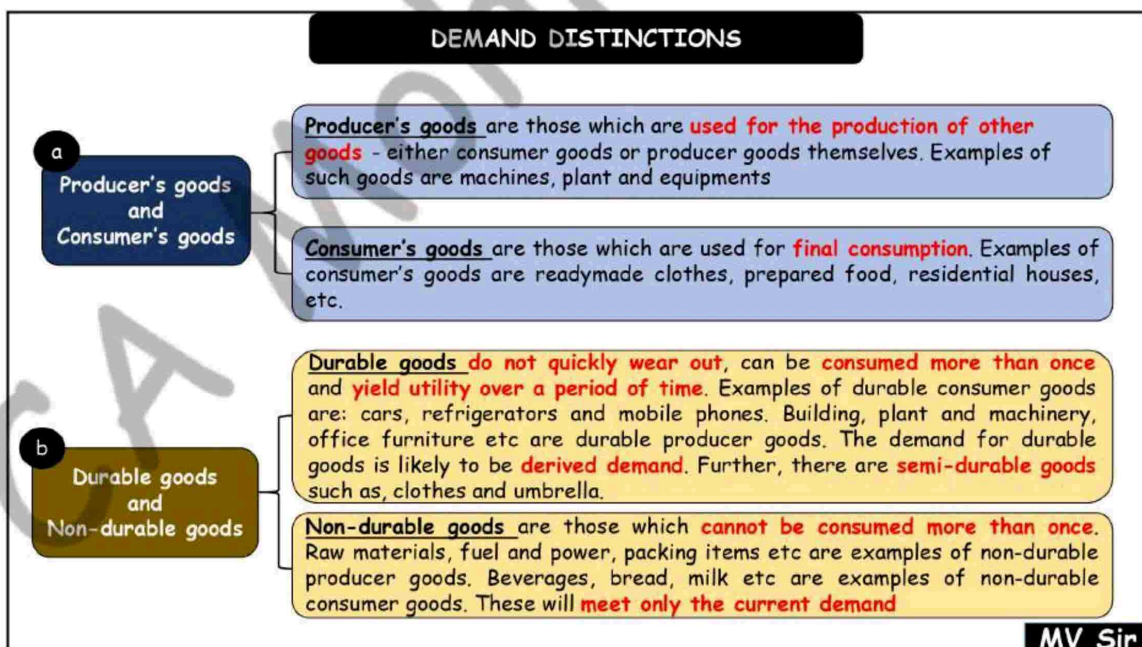 DEMAND DISTINCTIONS
a
Producer's goods
and
Consumer's goods
Producer's goods are those which are used for the production of other
goods - either consumer goods or producer goods themselves. Examples of
such goods are machines, plant and equipments
Consumer's goods are those which are used for final consumption. Examples of
consumer's goods are readymade clothes, prepared food, residential houses,
etc.
b
Durable goods
and
Non-durable goods
Durable goods do not quickly wear out, can be consumed more than once
and yield utility over a period of time. Examples of durable consumer goods
are: cars, refrigerators and mobile phones. Building, plant and machinery,
office furniture etc are durable producer goods. The demand for durable
goods is likely to be derived demand. Further, there are semi-durable goods
such as, clothes and umbrella.
Non-durable goods are those which cannot be consumed more than once.
Raw materials, fuel and power, packing items etc are examples of non-durable
producer goods. Beverages, bread, milk etc are examples of non-durable
consumer goods. These will meet only the current demand
MV Sir
CA